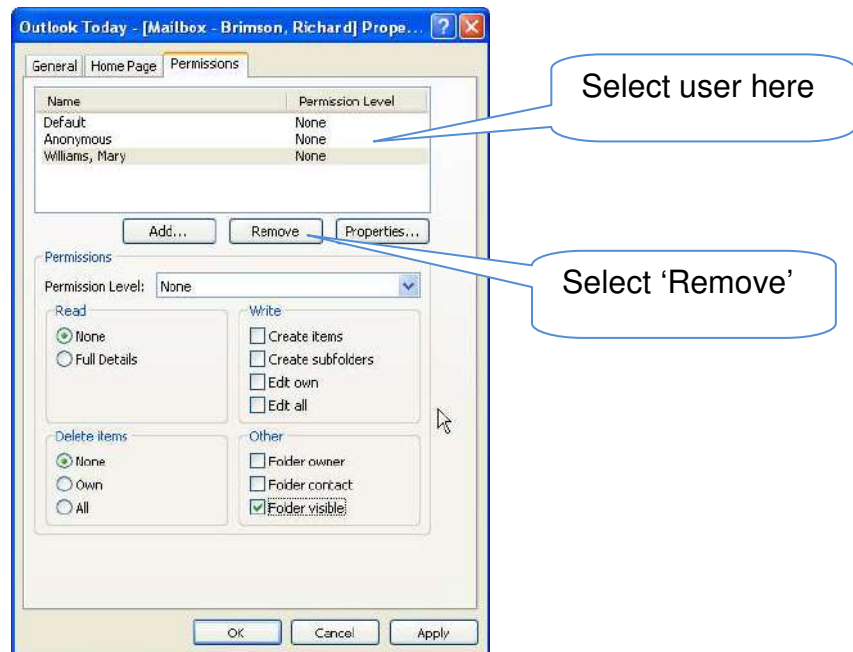 Outlook Today - [Mailbox - Brimson, Richard] Prope...
General Home Page Permissions
Name Permission Level
Default None
Anonymous None
Williams, Mary None
Select user here
Add... Remove Properties...
Select ‘Remove’
Permissions
Permission Level: None
Read
None
Full Details
Write
Create items
Create subfolders
Edit own
Edit all
Delete items
None
Own
All
Other
Folder owner
Folder contact
Folder visible
OK Cancel Apply